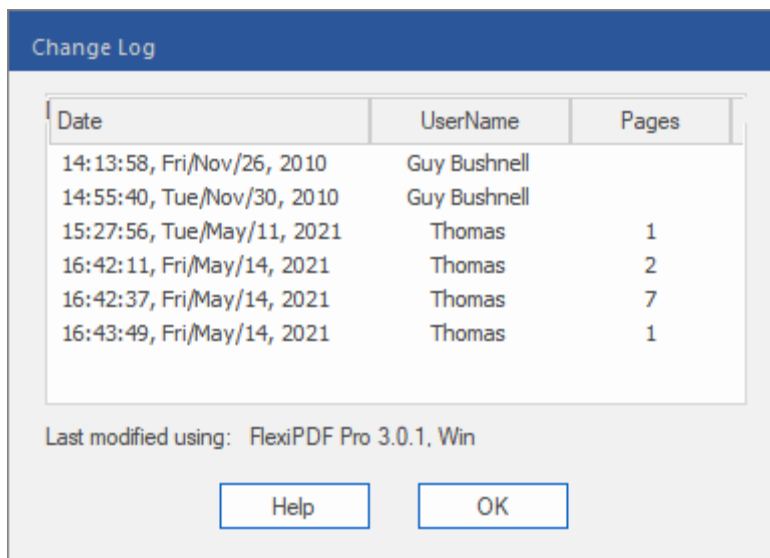 Change Log
Date UserName Pages
14:13:58, Fri/Nov/26, 2010 Guy Bushnell
14:55:40, Tue/Nov/30, 2010 Guy Bushnell
15:27:56, Tue/May/11, 2021 Thomas 1
16:42:11, Fri/May/14, 2021 Thomas 2
16:42:37, Fri/May/14, 2021 Thomas 7
16:43:49, Fri/May/14, 2021 Thomas 1
Last modified using: FlexiPDF Pro 3.0.1, Win
Help OK